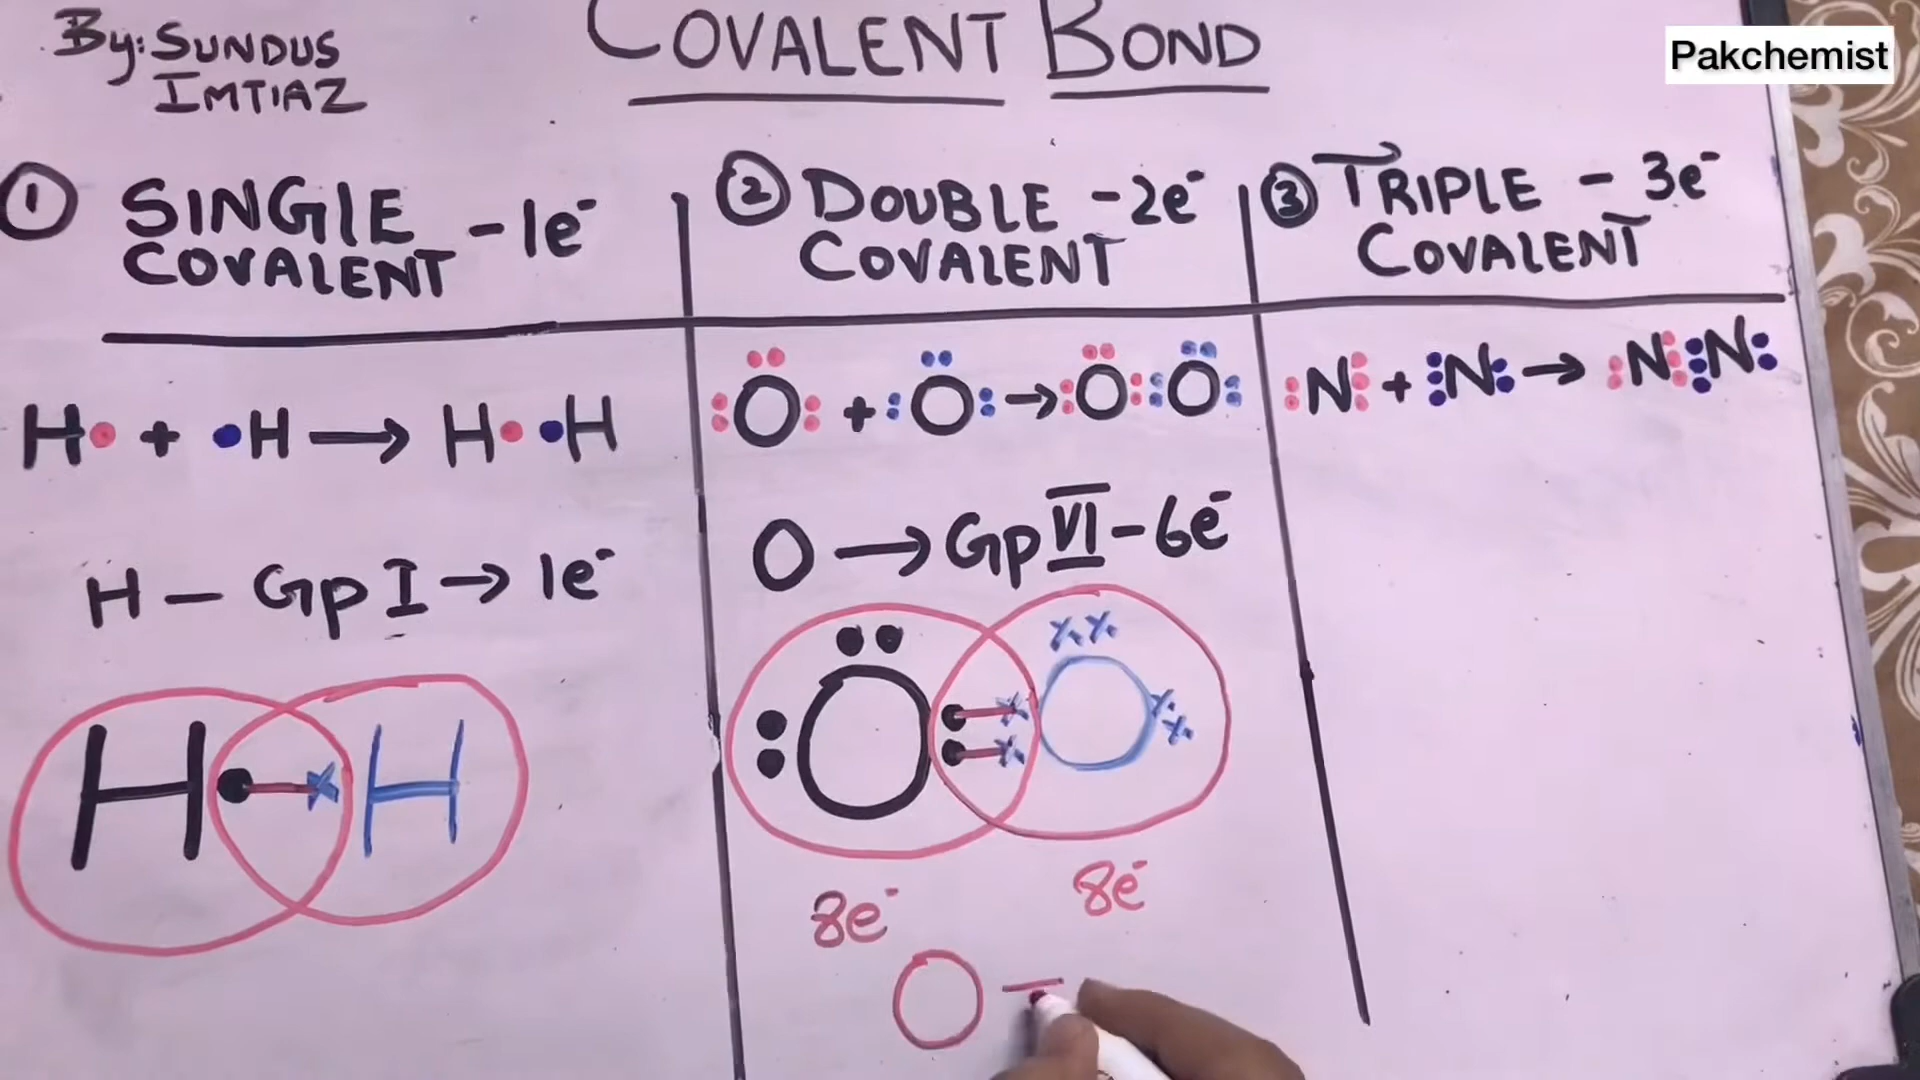 By: SUNDUS
IMTIAZ
COVALENT BOND
Pakchemist
① SINGLE
COVALENT - 1e⁻
H• + •H → H• •H
H - Gp I → 1e⁻
H H
② DOUBLE - 2e⁻
COVALENT
O + O → O O
O → Gp VI - 6e⁻
O O
8e⁻ 8e⁻
O
③ TRIPLE - 3e⁻
COVALENT
N + N → N N